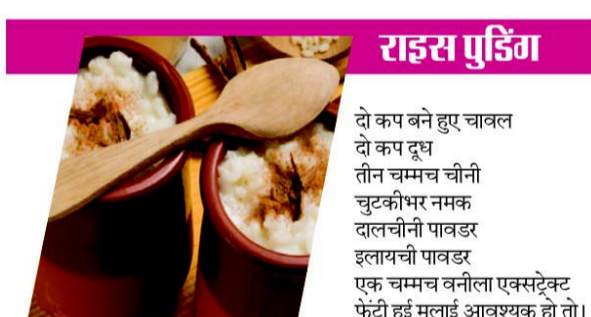 राइस पुडिंग
दो कप बने हुए चावल
दो कप दूध
तीन चम्मच चीनी
चुटकीभर नमक
दालचीनी पावडर
इलायची पावडर
एक चम्मच वनीला एक्सट्रेक्ट
फेंटी हुई मलाई आवश्यक हो तो।